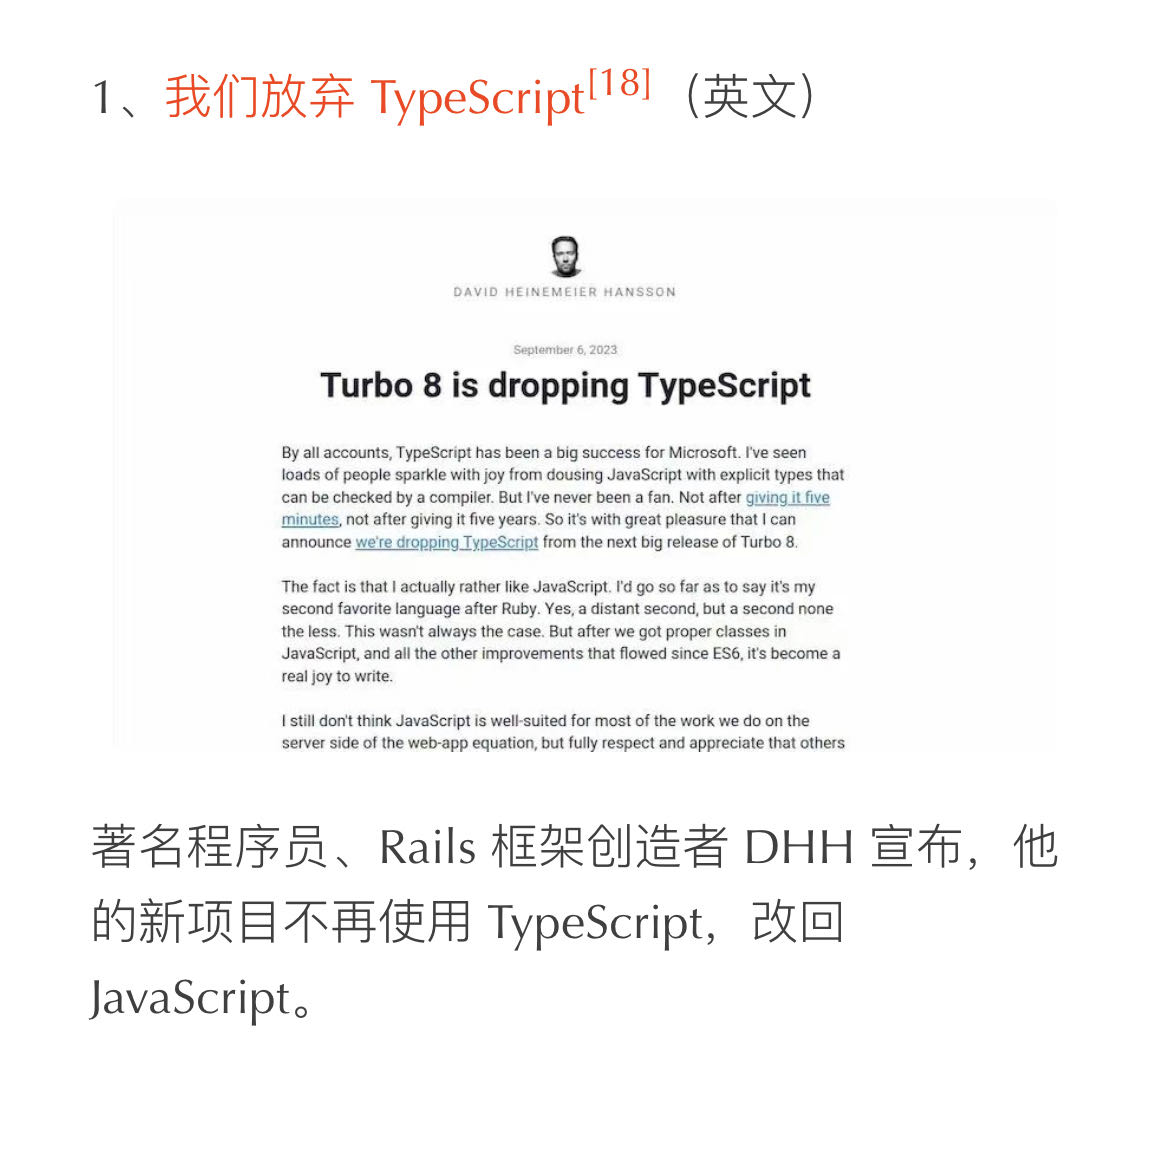 1、我们放弃 TypeScript[18]（英文）
DAVID HEINEMEIER HANSSON
September 6, 2023
Turbo 8 is dropping TypeScript
By all accounts, TypeScript has been a big success for Microsoft. I've seen
loads of people sparkle with joy from dousing JavaScript with explicit types that
can be checked by a compiler. But I've never been a fan. Not after giving it five
minutes, not after giving it five years. So it's with great pleasure that I can
announce we're dropping TypeScript from the next big release of Turbo 8.
The fact is that I actually rather like JavaScript. I'd go so far as to say it's my
second favorite language after Ruby. Yes, a distant second, but a second none
the less. This wasn't always the case. But after we got proper classes in
JavaScript, and all the other improvements that flowed since ES6, it's become a
real joy to write.
I still don't think JavaScript is well-suited for most of the work we do on the
server side of the web-app equation, but fully respect and appreciate that others
著名程序员、Rails 框架创造者 DHH 宣布，他
的新项目不再使用 TypeScript，改回
JavaScript。